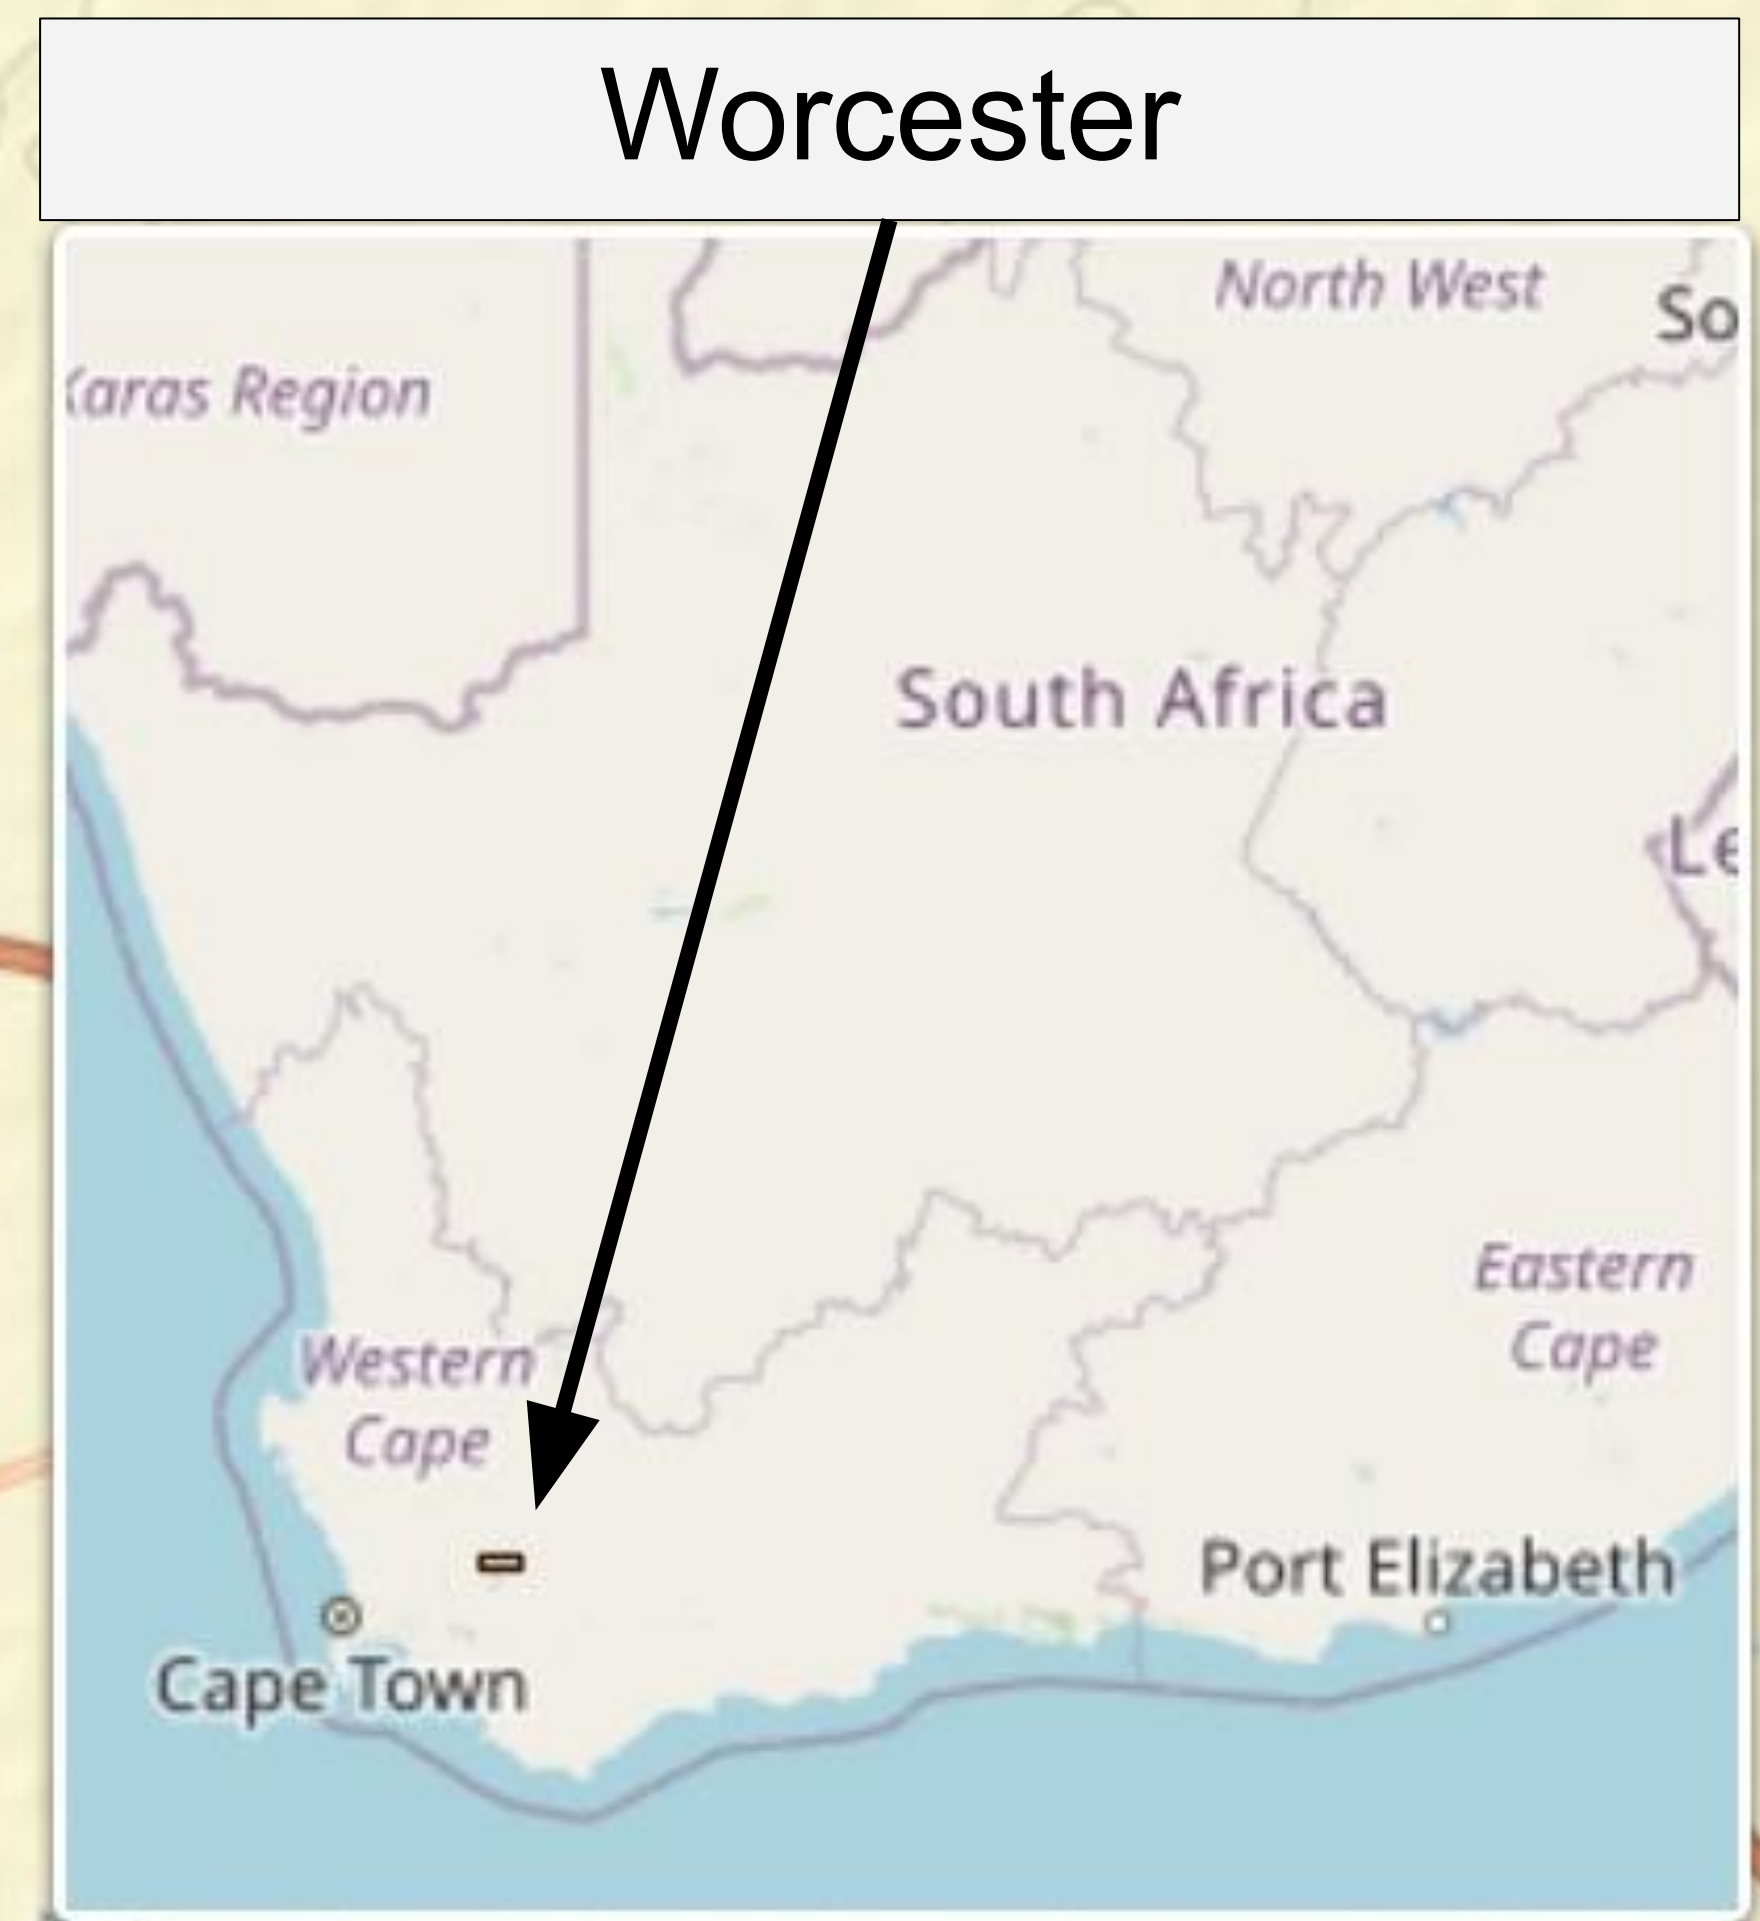 Worcester
North West
So
Karas Region
South Africa
Le
Eastern
Cape
Western
Cape
Port Elizabeth
Cape Town